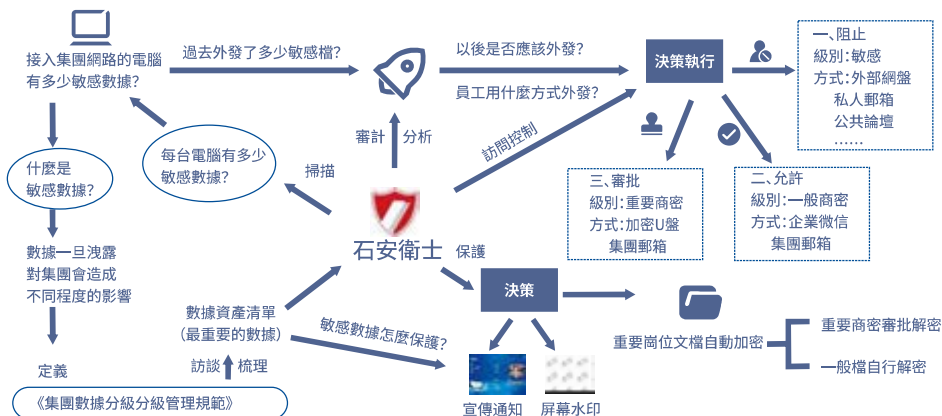 接入集團網路的電腦
有多少敏感數據？
過去外發了多少敏感檔？
以後是否應該外發？
員工用什麼方式外發？
決策執行
一、阻止
級別：敏感
方式：外部網盤
私人郵箱
公共論壇
……
什麼是
敏感數據？
每台電腦有多少
敏感數據？
掃描
審計
分析
訪問控制
三、審批
級別：重要商密
方式：加密U盤
集團郵箱
二、允許
級別：一般商密
方式：企業微信
集團郵箱
石安衛士
保護
數據一旦洩露
對集團會造成
不同程度的影響
決策
數據資產清單
（最重要的數據）
敏感數據怎麼保護？
重要崗位文檔自動加密
重要商密審批解密
一般檔自行解密
定義
訪談
梳理
《集團數據分級分級管理規範》
宣傳通知
屏幕水印